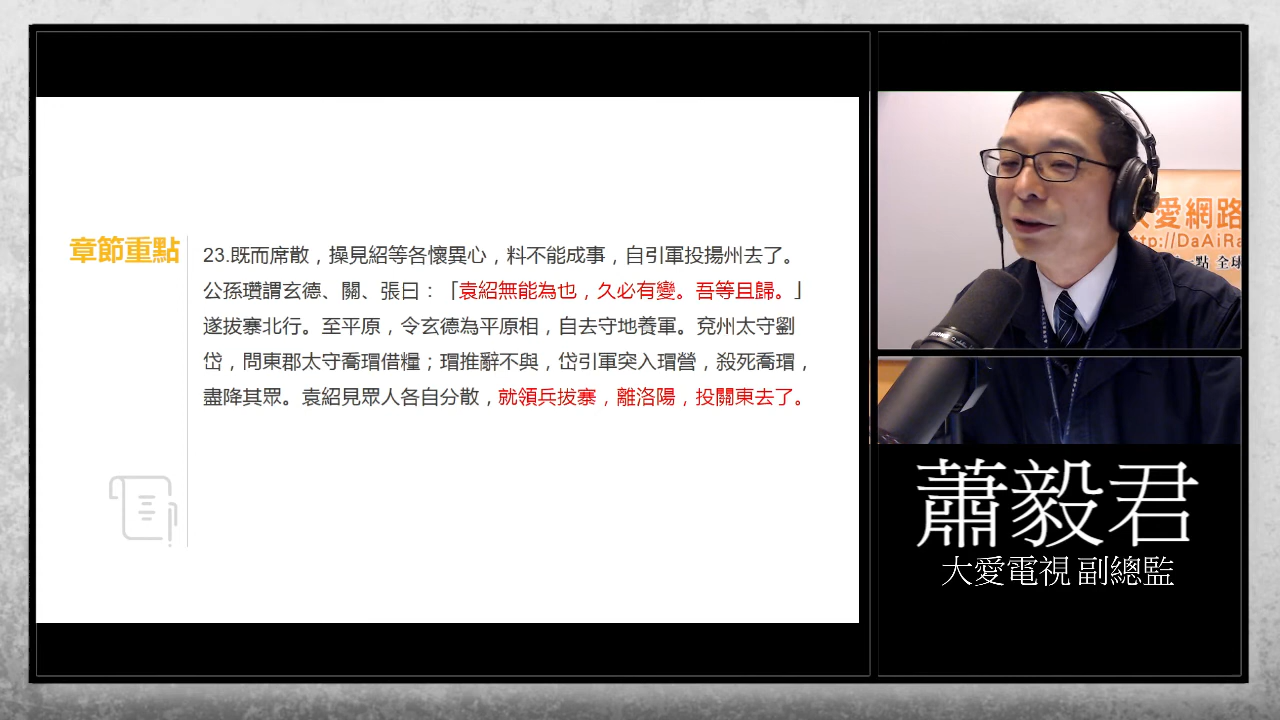 章節重點
23.既而席散，操見紹等各懷異心，料不能成事，自引軍投揚州去了。
公孫瓚謂玄德、關、張曰：「袁紹無能為也，久必有變。吾等且歸。」
遂拔寨北行。至平原，令玄德為平原相，自去守地養軍。兗州太守劉
岱，問東郡太守喬瑁借糧；瑁推辭不與，岱引軍突入瑁營，殺死喬瑁，
盡降其眾。袁紹見眾人各自分散，就領兵拔寨，離洛陽，投關東去了。
愛網路
ttp://DaAiRa
點 全球
蕭毅君
大愛電視 副總監